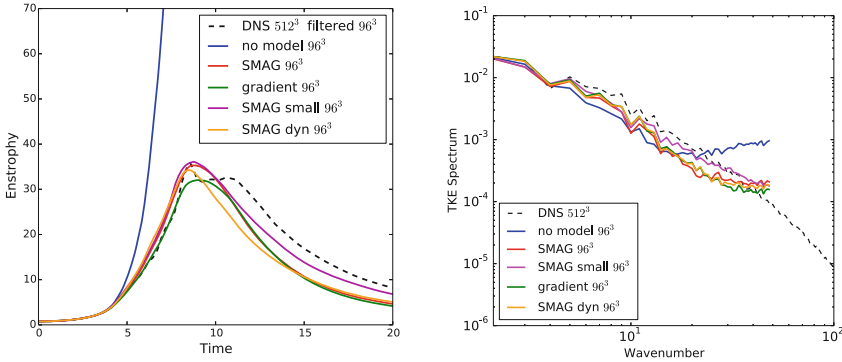 70
60
50
40
30
20
10
0
Enstrophy
DNS 512³ filtered 96³
no model 96³
SMAG 96³
gradient 96³
SMAG small 96³
SMAG dyn 96³
0 5 10 15 20
Time
10⁻¹
10⁻²
10⁻³
10⁻⁴
10⁻⁵
10⁻⁶
TKE Spectrum
DNS 512³
no model 96³
SMAG 96³
SMAG small 96³
gradient 96³
SMAG dyn 96³
10¹ 10²
Wavenumber